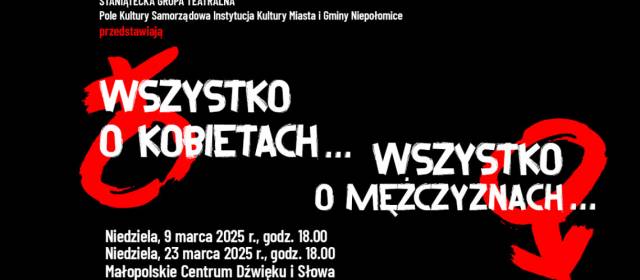 STANIĄTECKA GRUPA TEATRALNA
Pole Kultury Samorządowa Instytucja Kultury Miasta i Gminy Niepołomice
przedstawiają
WSZYSTKO
O KOBIETACH...
WSZYSTKO
O MĘŻCZYZNACH...
Niedziela, 9 marca 2025 r., godz. 18.00
Niedziela, 23 marca 2025 r., godz. 18.00
Małopolskie Centrum Dźwięku i Słowa